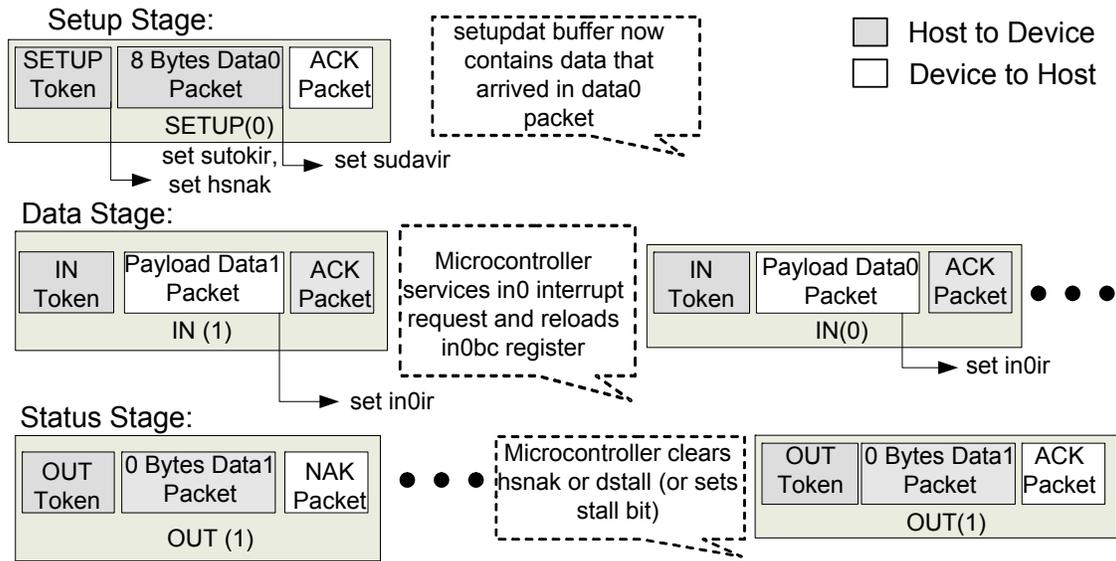 Setup Stage:
SETUP
Token
8 Bytes Data0
Packet
ACK
Packet
SETUP(0)
set sutokir,
set hsnak
set sudavir
setupdat buffer now
contains data that
arrived in data0
packet
Host to Device
Device to Host
Data Stage:
IN
Token
Payload Data1
Packet
ACK
Packet
IN (1)
set in0ir
Microcontroller
services in0 interrupt
request and reloads
in0bc register
IN
Token
Payload Data0
Packet
ACK
Packet
IN(0)
set in0ir
Status Stage:
OUT
Token
0 Bytes Data1
Packet
NAK
Packet
OUT (1)
Microcontroller clears
hsnak or dstall (or sets
stall bit)
OUT
Token
0 Bytes Data1
Packet
ACK
Packet
OUT(1)